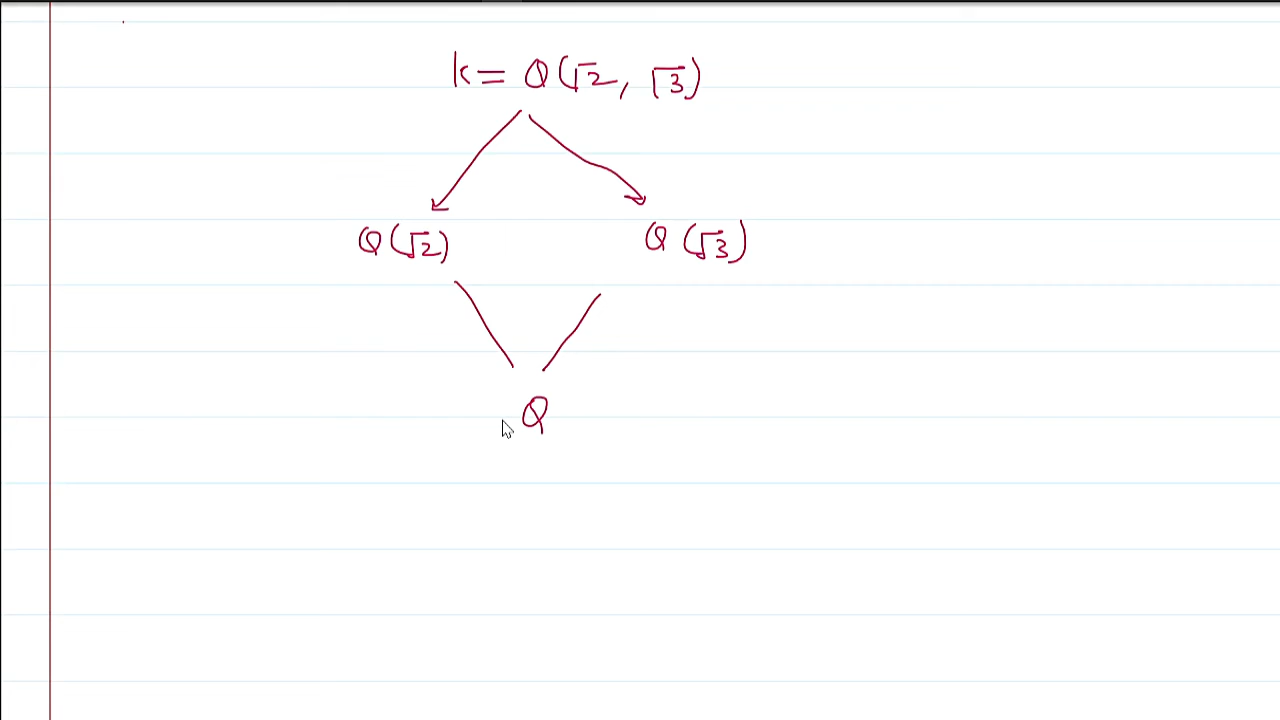 k = Q(√2, √3)
Q(√2) Q(√3)
Q